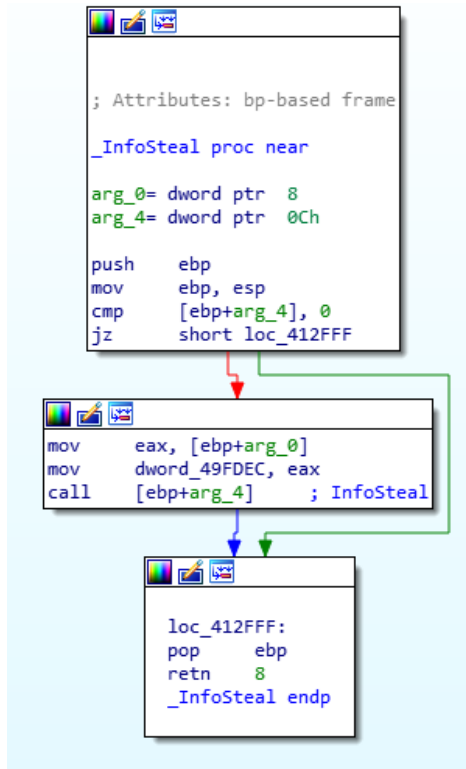 ; Attributes: bp-based frame
_InfoSteal proc near
arg_0= dword ptr  8
arg_4= dword ptr  0Ch
push    ebp
mov     ebp, esp
cmp     [ebp+arg_4], 0
jz      short loc_412FFF
mov     eax, [ebp+arg_0]
mov     dword_49FDEC, eax
call    [ebp+arg_4]     ; InfoSteal
loc_412FFF:
pop     ebp
retn    8
_InfoSteal endp